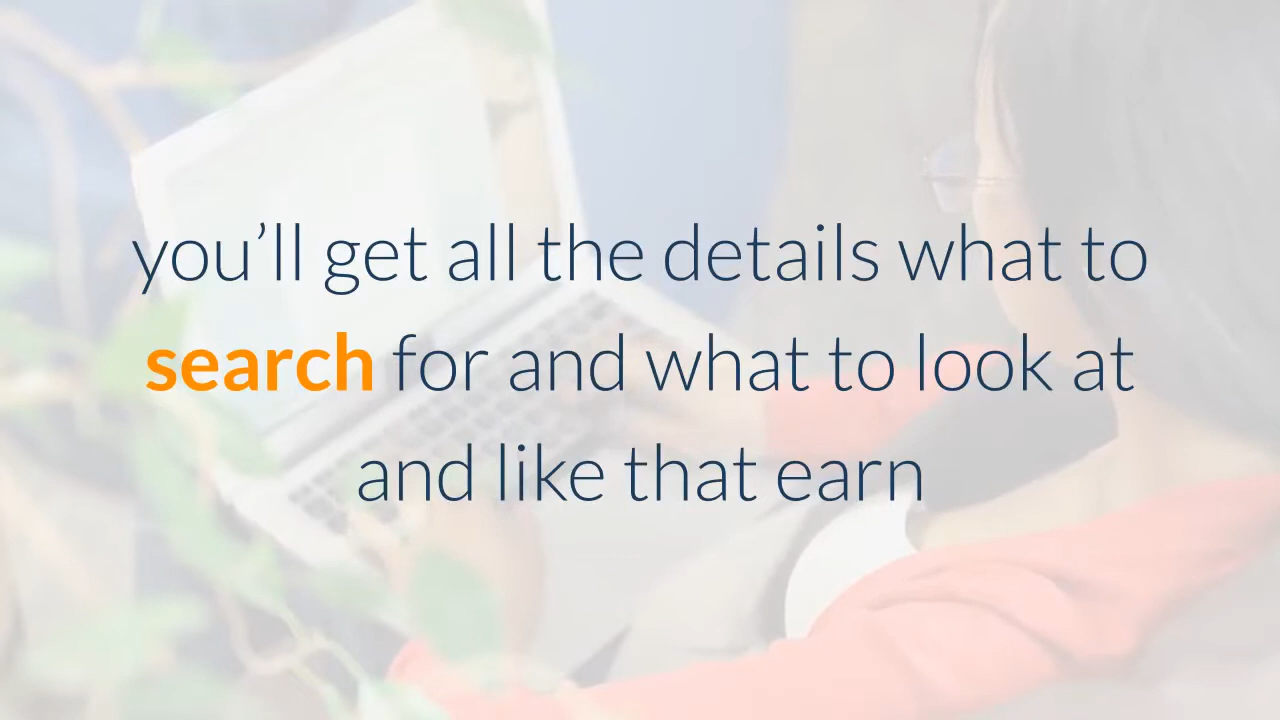 you’ll get all the details what to
search for and what to look at
and like that earn